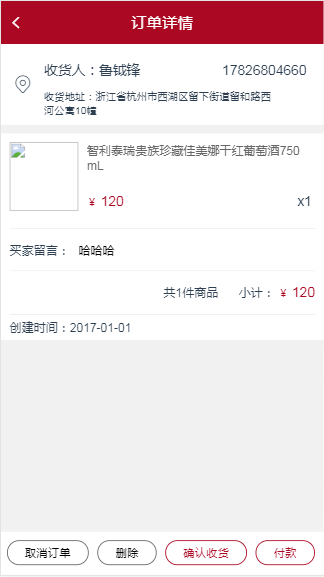 订单详情
收货人：鲁钺锋 17826804660
收货地址：浙江省杭州市西湖区留下街道留和路西
河公寓10幢
智利泰瑞贵族珍藏佳美娜干红葡萄酒750
mL
¥ 120 x1
买家留言： 哈哈哈
共1件商品 小计： ¥ 120
创建时间：2017-01-01
取消订单 删除 确认收货 付款